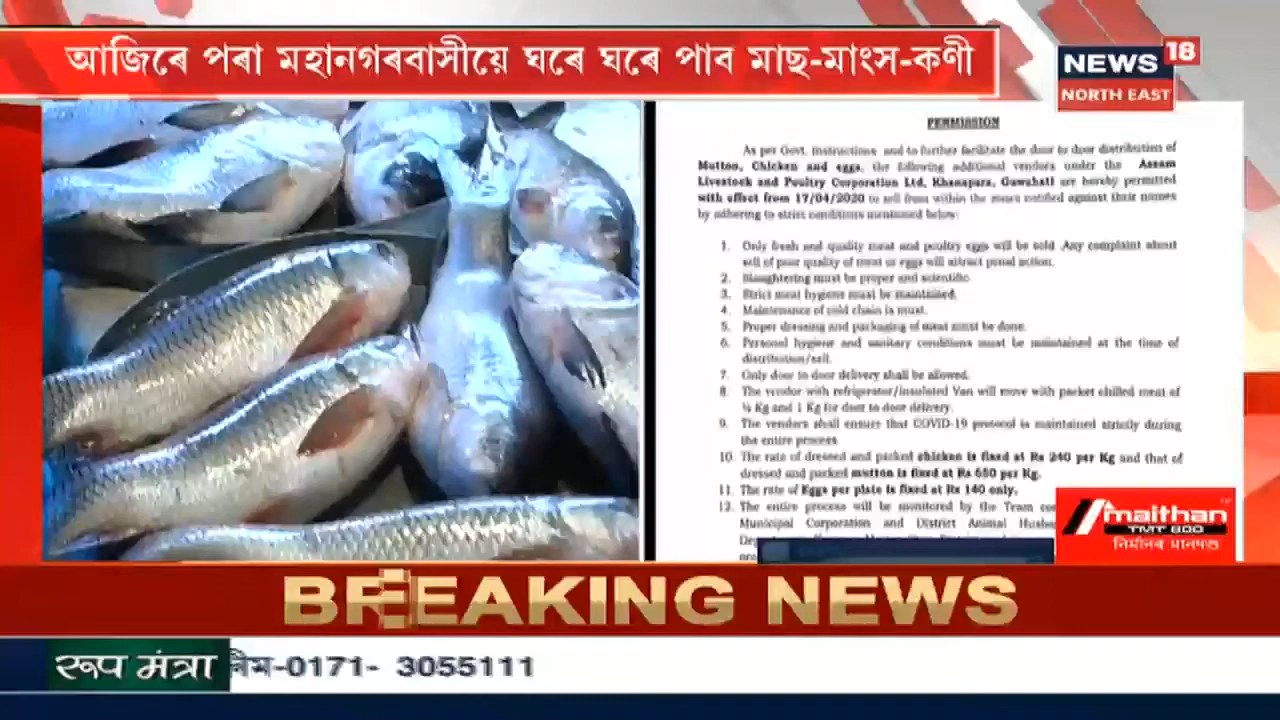 আজিৰে পৰা মহানগৰবাসীয়ে ঘৰে ঘৰে পাব মাছ-মাংস-কণী
NEWS 18
NORTH EAST
PERMISSION
As per Govt. instructions and to further facilitate the door to door distribution of
Mutton, Chicken and eggs, the following additional vendors under the Assam
Livestock and Poultry Corporation Ltd, Khanapara, Guwahati are hereby permitted
with effect from 17/04/2020 to sell from within the zones notified against their names
by adhering to strict conditions mentioned below:
1. Only fresh and quality meat and poultry eggs will be sold. Any complaint about
sell of poor quality of meat or eggs will attract penal action.
2. Slaughtering must be proper and scientific.
3. Strict meat hygiene must be maintained.
4. Maintenance of cold chain is must.
5. Proper dressing and packaging of meat must be done.
6. Personal hygiene and sanitary conditions must be maintained at the time of
distribution/sell.
7. Only door to door delivery shall be allowed.
8. The vendor with refrigerator/insulated Van will move with packet chilled meat of
½ Kg and 1 Kg for door to door delivery.
9. The vendors shall ensure that COVID-19 protocol is maintained strictly during
the entire process.
10. The rate of dressed and packed chicken is fixed at Rs 240 per Kg and that of
dressed and packed mutton is fixed at Rs 650 per Kg.
11. The rate of Eggs per plate is fixed at Rs 140 only.
12. The entire process will be monitored by the Team
Municipal Corporation and District Animal
maithan
TMT 600
নিৰ্মানৰ মানদণ্ড
BREAKING NEWS
रूप मंत्रा
-0171- 3055111